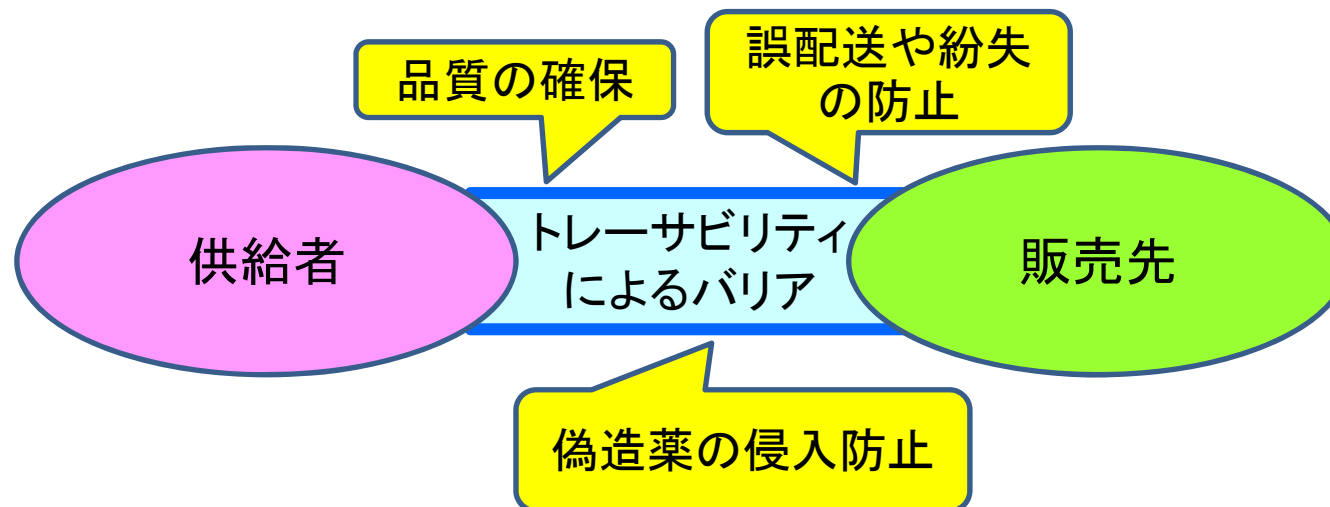 品質の確保
誤配送や紛失
の防止
供給者
トレーサビリティ
によるバリア
販売先
偽造薬の侵入防止